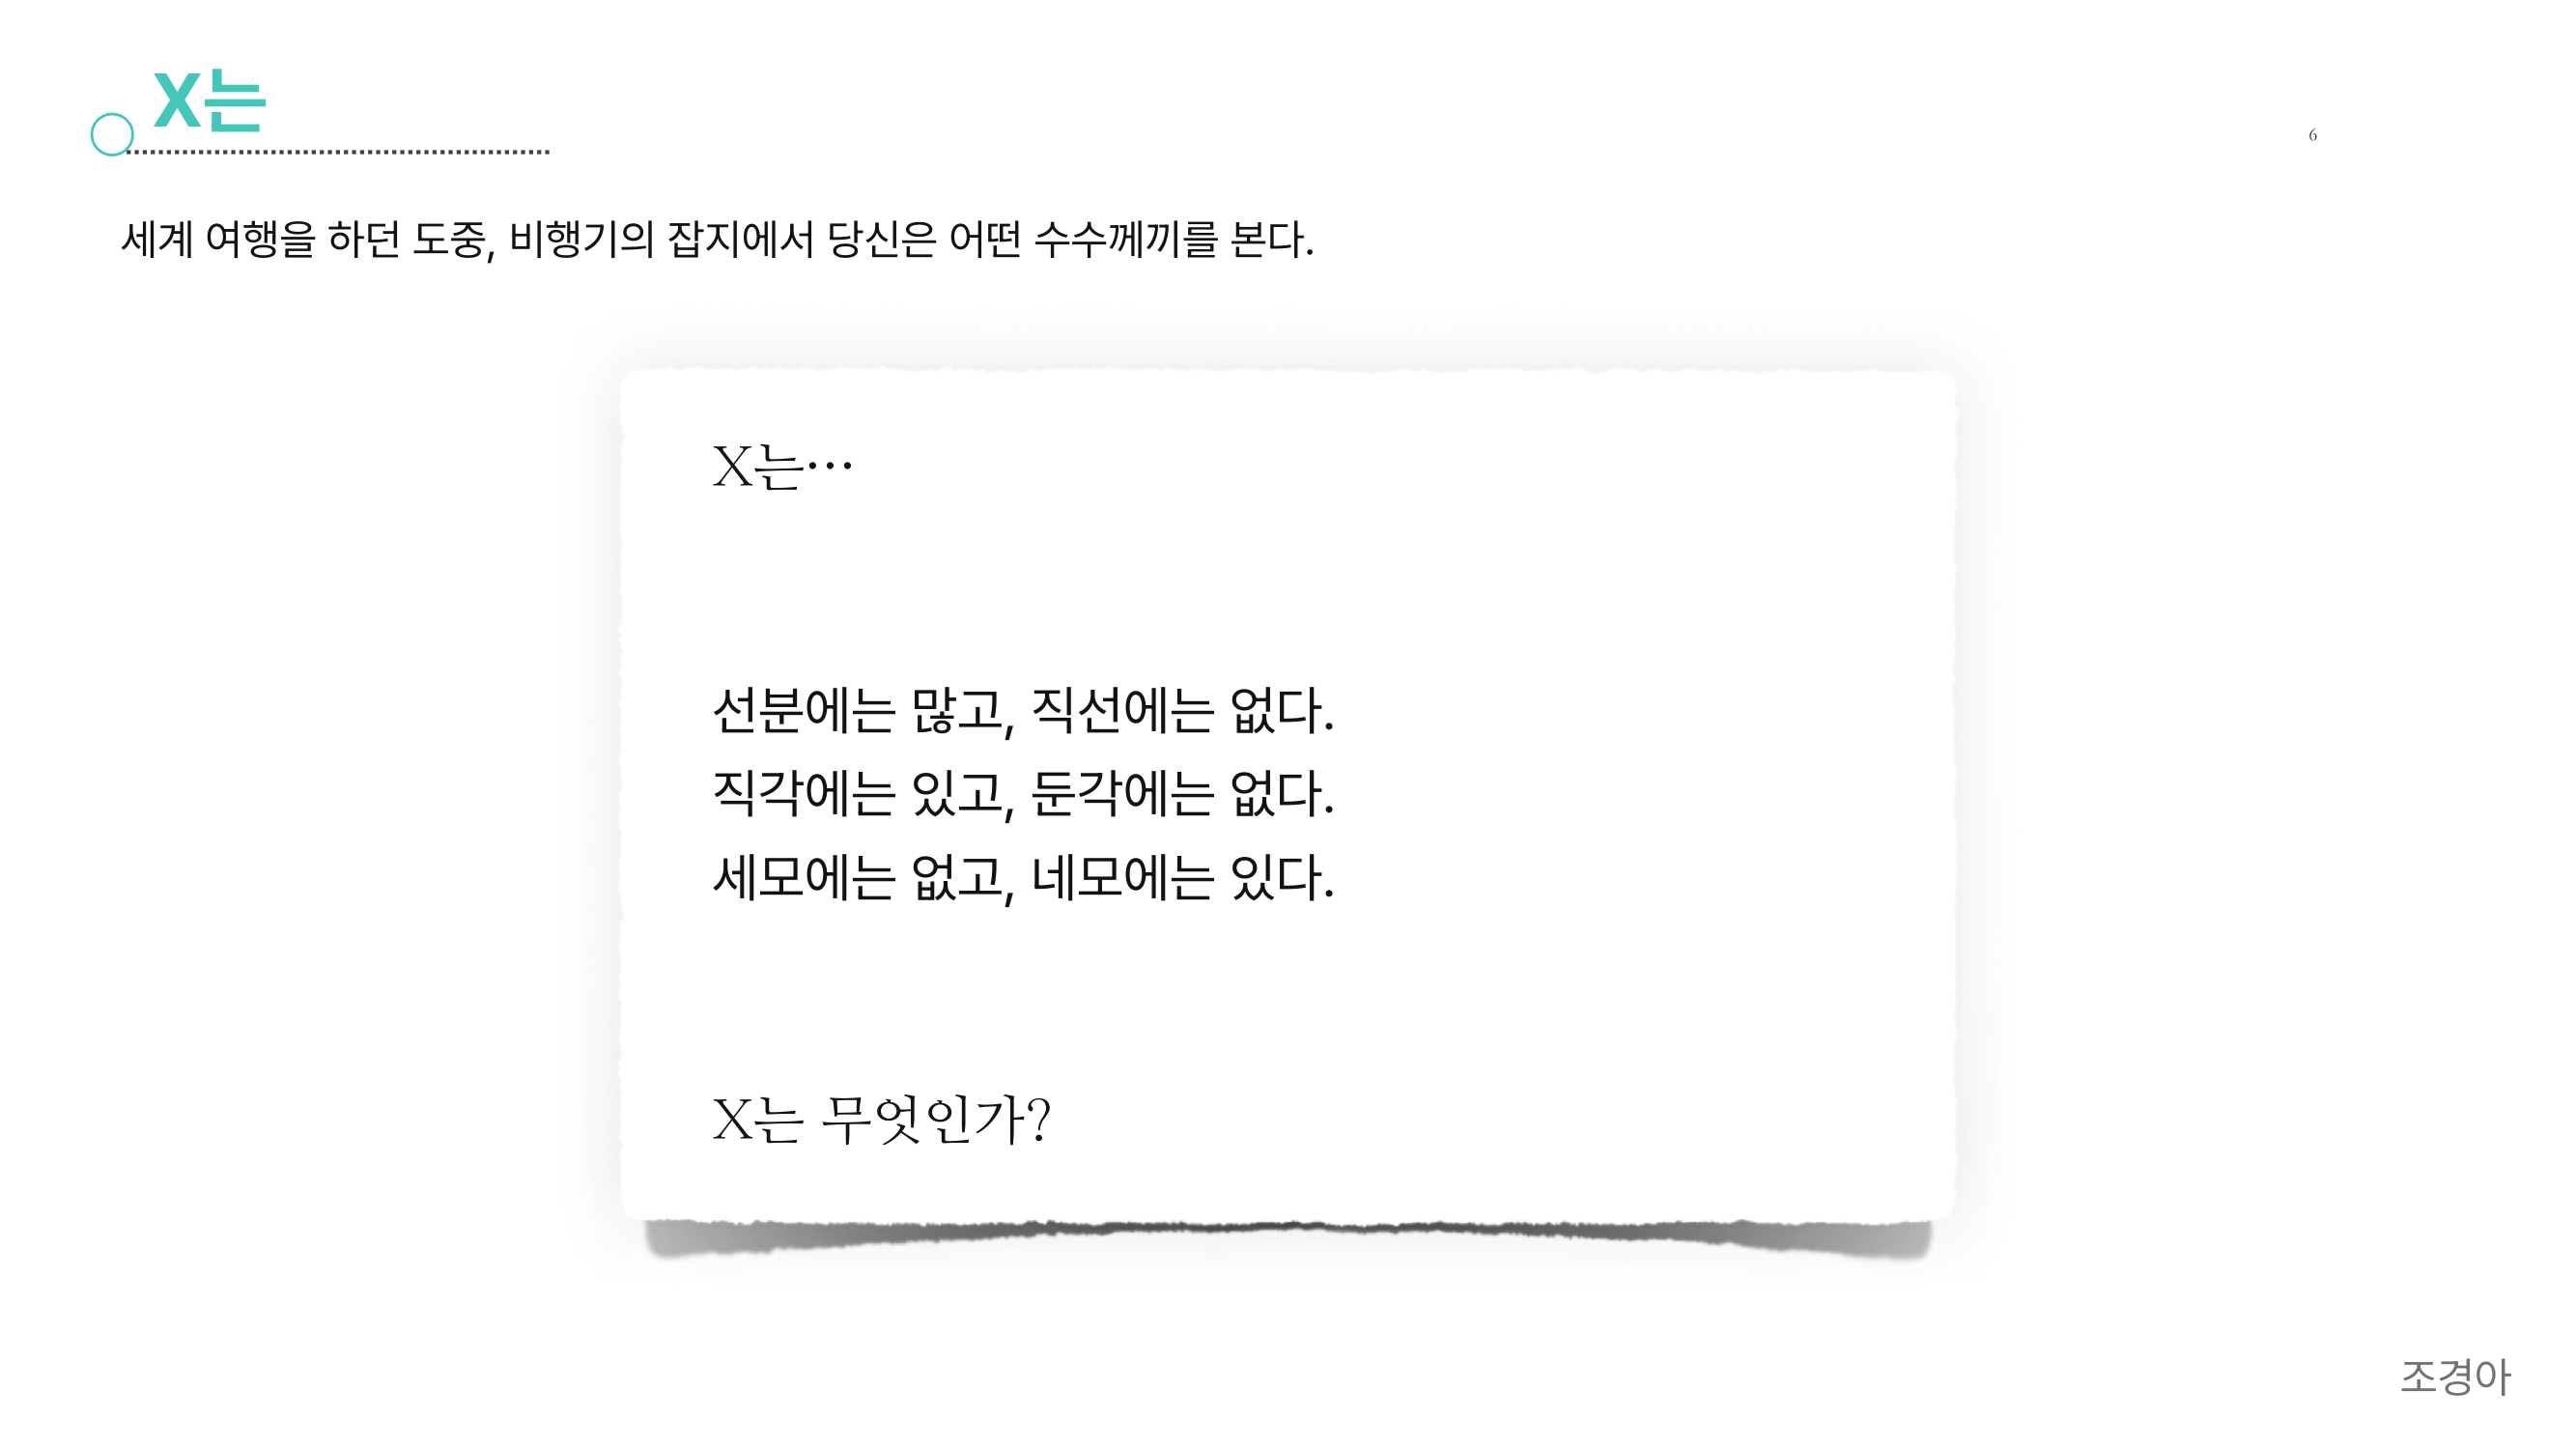 X는
6
세계 여행을 하던 도중, 비행기의 잡지에서 당신은 어떤 수수께끼를 본다.
X는…
선분에는 많고, 직선에는 없다.
직각에는 있고, 둔각에는 없다.
세모에는 없고, 네모에는 있다.
X는 무엇인가?
조경아